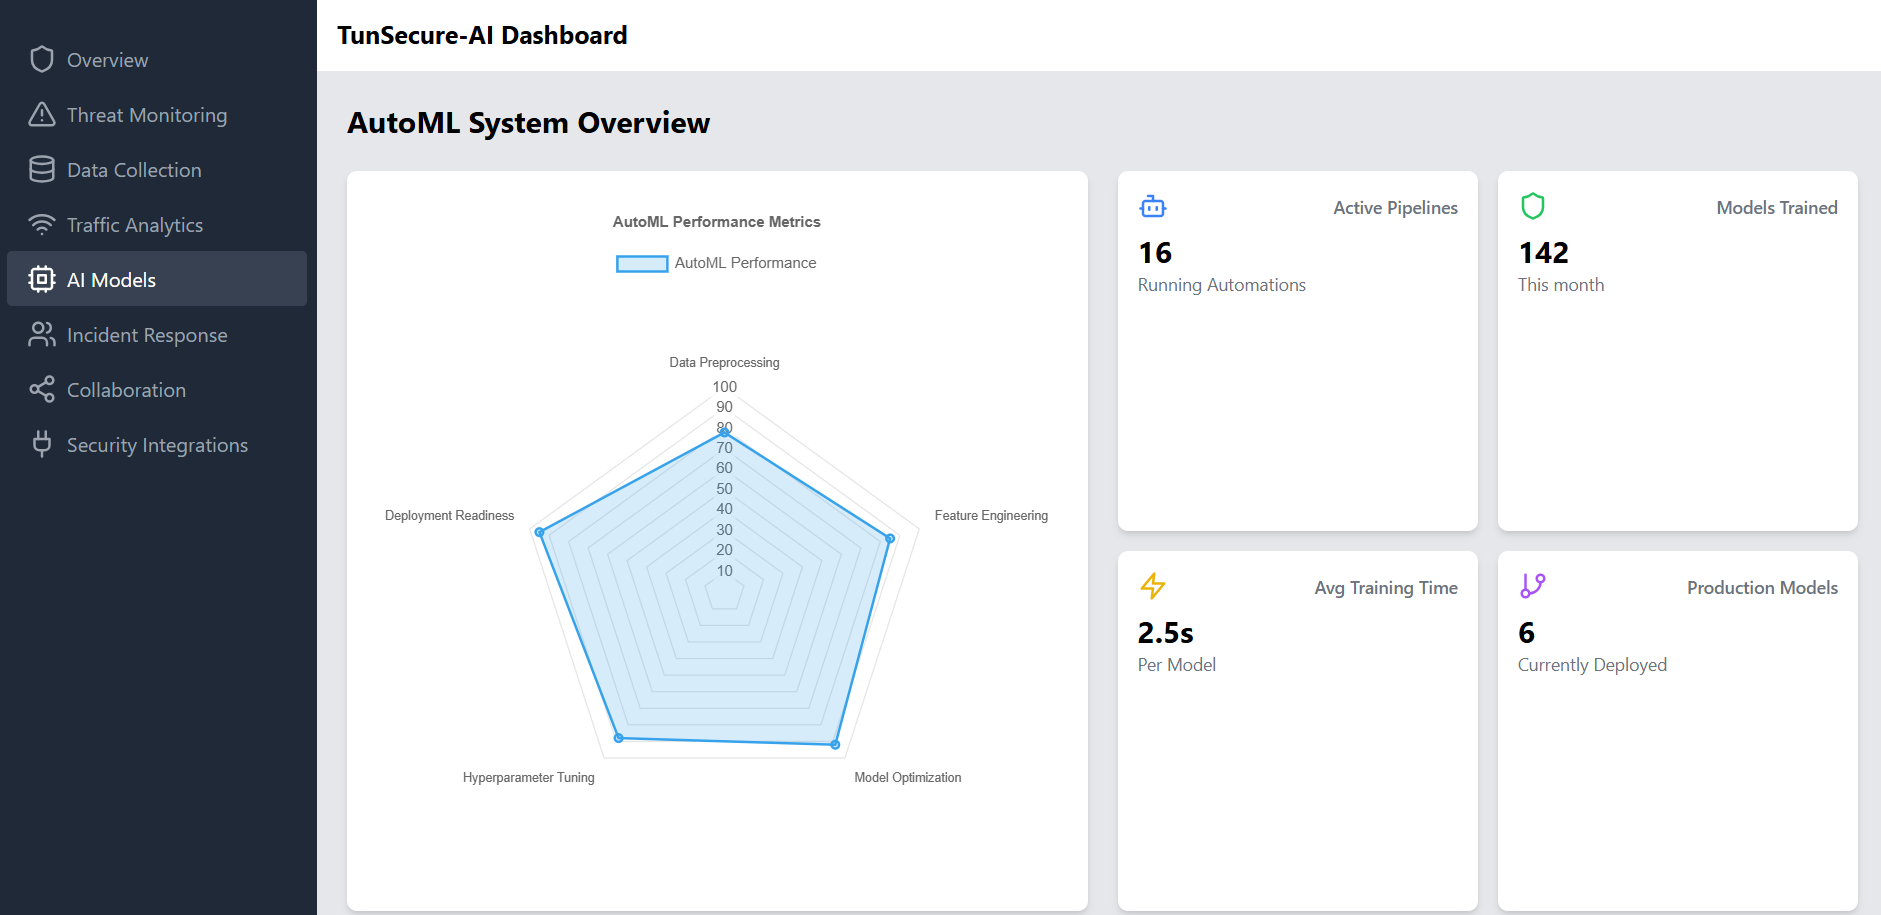 TunSecure-AI Dashboard
Overview
Threat Monitoring
Data Collection
Traffic Analytics
AI Models
Incident Response
Collaboration
Security Integrations
AutoML System Overview
AutoML Performance Metrics
AutoML Performance
Data Preprocessing
100
90
80
70
60
50
40
30
20
10
Deployment Readiness
Feature Engineering
Hyperparameter Tuning
Model Optimization
Active Pipelines
16
Running Automations
Models Trained
142
This month
Avg Training Time
2.5s
Per Model
Production Models
6
Currently Deployed